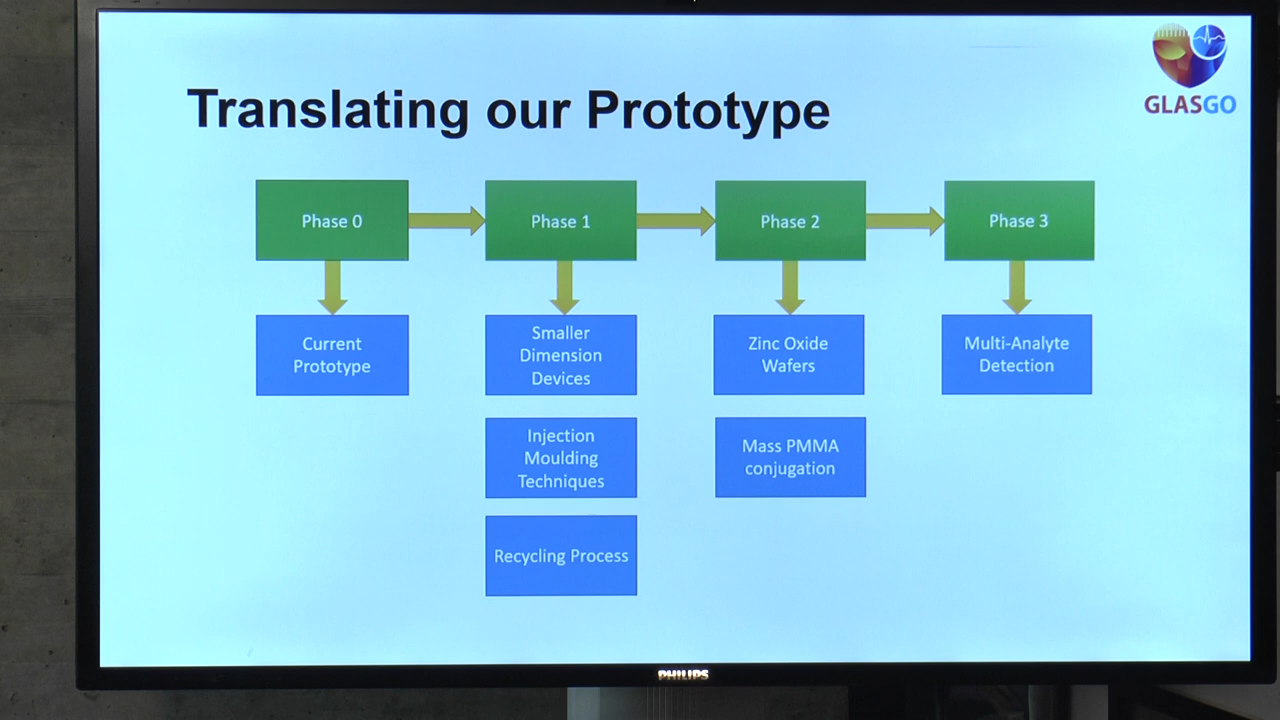 GLASGO
Translating our Prototype
Phase 0
Phase 1
Phase 2
Phase 3
Current
Prototype
Smaller
Dimension
Devices
Zinc Oxide
Wafers
Multi-Analyte
Detection
Injection
Moulding
Techniques
Mass PMMA
conjugation
Recycling Process
PHILIPS